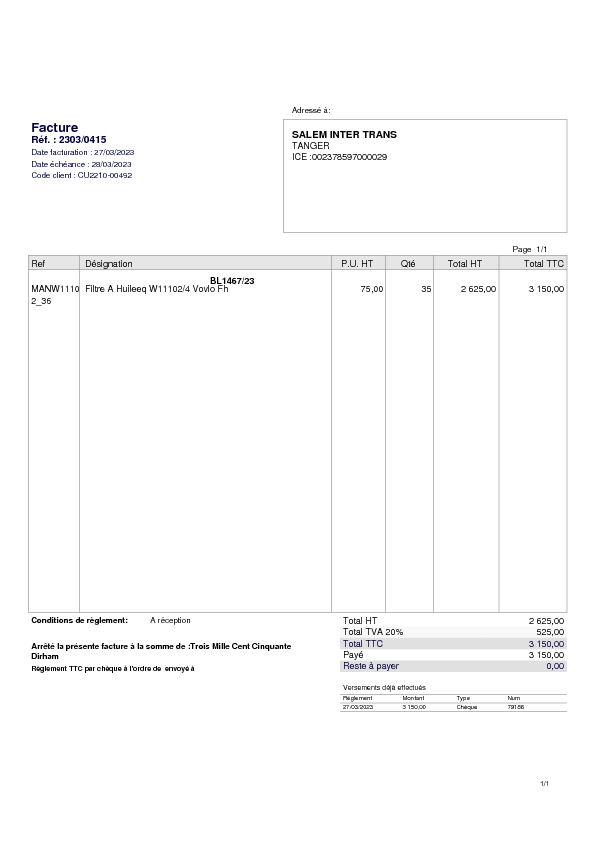 Adressé à:
Facture
Réf. : 2303/0415
Date facturation : 27/03/2023
Date échéance : 28/03/2023
Code client : CU2210-00492
SALEM INTER TRANS
TANGER
ICE :002378597000029
Page 1/1
Ref Désignation P.U. HT Qté Total HT Total TTC
BL1467/23
MANW1110 Filtre A Huileeq W11102/4 Vovlo Fh 75,00 35 2 625,00 3 150,00
2_36
Conditions de règlement: A réception
Total HT 2 625,00
Total TVA 20% 525,00
Total TTC 3 150,00
Payé 3 150,00
Reste à payer 0,00
Arrêté la présente facture à la somme de :Trois Mille Cent Cinquante
Dirham
Règlement TTC par chèque à l'ordre de envoyé à
Versements déjà effectués
Règlement Montant Type Num
27/03/2023 3 150,00 Chèque 79186
1/1